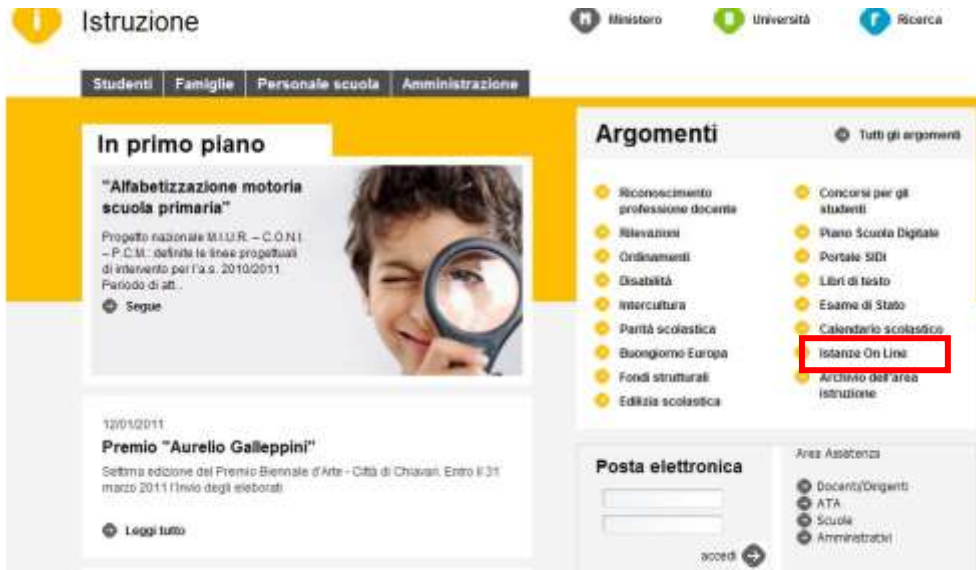 Istruzione
Ministero
Università
Ricerca
Studenti
Famiglie
Personale scuola
Amministrazione
In primo piano
"Alfabetizzazione motoria
scuola primaria"
Progetto nazionale M.I.U.R. – C.O.N.I.
– P.C.M.: definite le linee progettuali
di intervento per l'a.s. 2010/2011.
Periodo di att...
Segue
12/01/2011
Premio "Aurelio Galleppini"
Settima edizione del Premio Biennale d'Arte - Città di Chiavari. Entro il 31
marzo 2011 l'invio degli eleborati
Leggi tutto
Argomenti
Tutti gli argomenti
Riconoscimento
professione docente
Rilevazioni
Ordinamenti
Disabilità
Intercultura
Parità scolastica
Buongiorno Europa
Fondi strutturali
Edilizia scolastica
Concorsi per gli
studenti
Piano Scuola Digitale
Portale SIDI
Libri di testo
Esame di Stato
Calendario scolastico
Istanze On Line
Archivio dell'area
istruzione
Posta elettronica
accedi
Area Assistenza
Docenti/Dirigenti
ATA
Scuole
Amministrativi